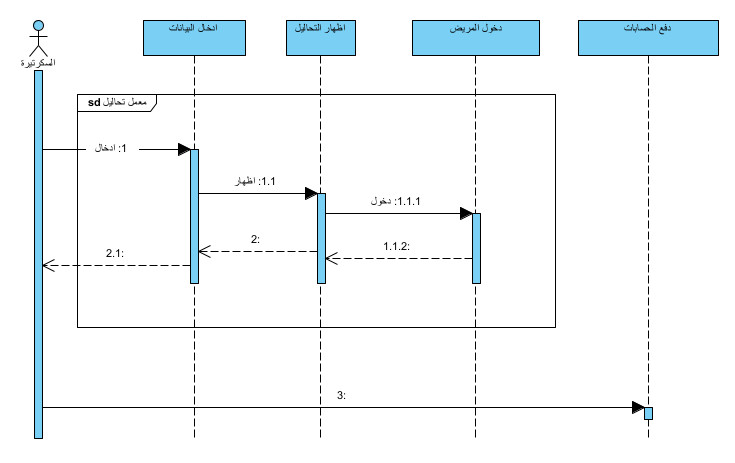 ادخال البيانات
اظهار التحاليل
دخول المريض
دفع الحسابات
السكرتيرة
sd معمل تحاليل
1: ادخال
1.1: اظهار
1.1.1: دخول
2:
1.1.2:
2.1:
3: